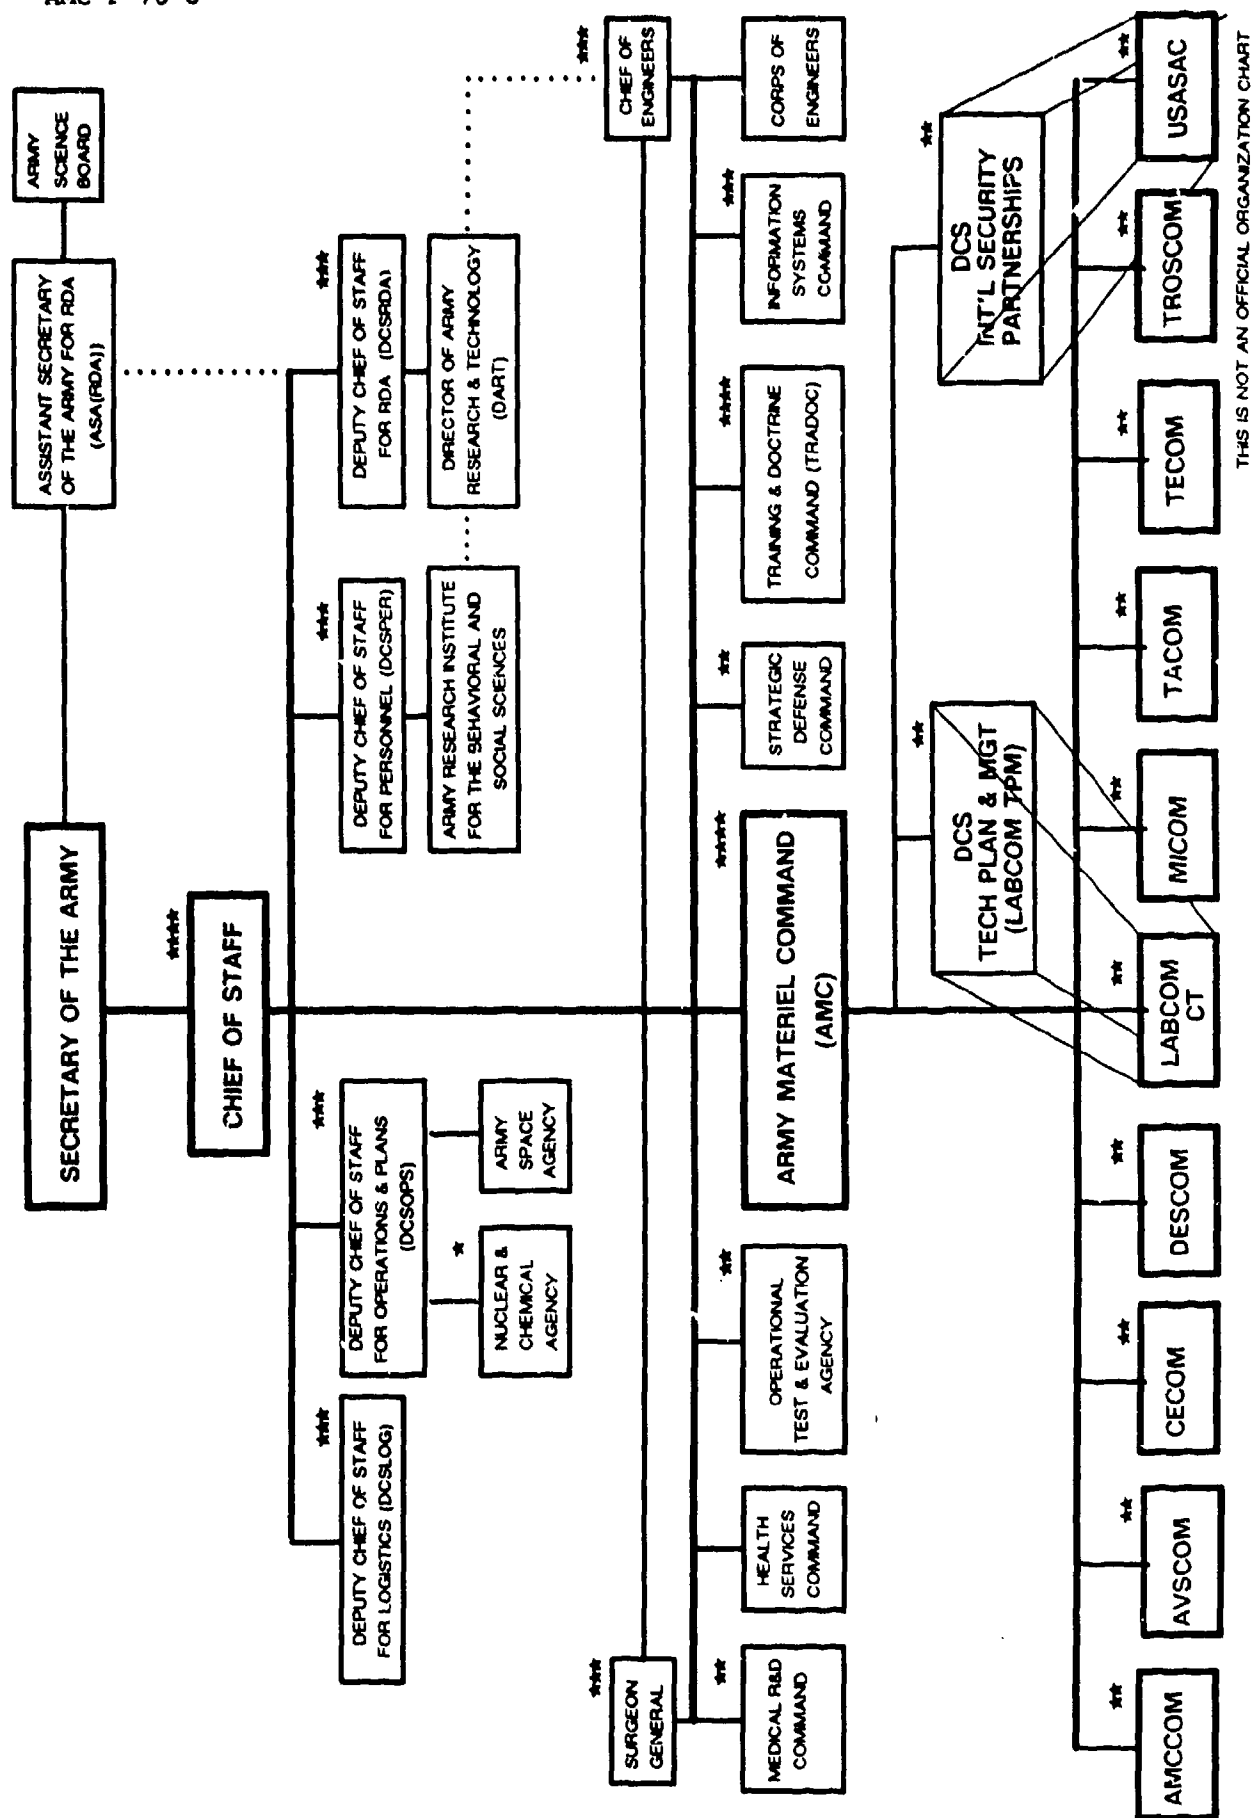 ARMY
SCIENCE
BOARD
SECRETARY OF THE ARMY
ASSISTANT SECRETARY
OF THE ARMY FOR RDA
(ASA(RDA))
CHIEF OF STAFF
DEPUTY CHIEF OF STAFF
FOR LOGISTICS (DCSLOG)
DEPUTY CHIEF OF STAFF
FOR OPERATIONS & PLANS
(DCSOPS)
DEPUTY CHIEF OF STAFF
FOR PERSONNEL (DCSPER)
DEPUTY CHIEF OF STAFF
FOR RDA (DCSRDA)
NUCLEAR &
CHEMICAL
AGENCY
ARMY
SPACE
AGENCY
ARMY RESEARCH INSTITUTE
FOR THE BEHAVIORAL AND
SOCIAL SCIENCES
DIRECTOR OF ARMY
RESEARCH & TECHNOLOGY
(DART)
SURGEON
GENERAL
CHIEF OF
ENGINEERS
MEDICAL R&D
COMMAND
HEALTH
SERVICES
COMMAND
OPERATIONAL
TEST & EVALUATION
AGENCY
ARMY MATERIEL COMMAND
(AMC)
STRATEGIC
DEFENSE
COMMAND
TRAINING & DOCTRINE
COMMAND (TRADOC)
INFORMATION
SYSTEMS
COMMAND
CORPS OF
ENGINEERS
DCS
TECH PLAN & MGT
(LABCOM TPM)
DCS
INT'L SECURITY
PARTNERSHIPS
AMCCOM
AVSCOM
CECOM
DESCOM
LABCOM
CT
MICOM
TACOM
TECOM
TROSCOM
USASAC
THIS IS NOT AN OFFICIAL ORGANIZATION CHART